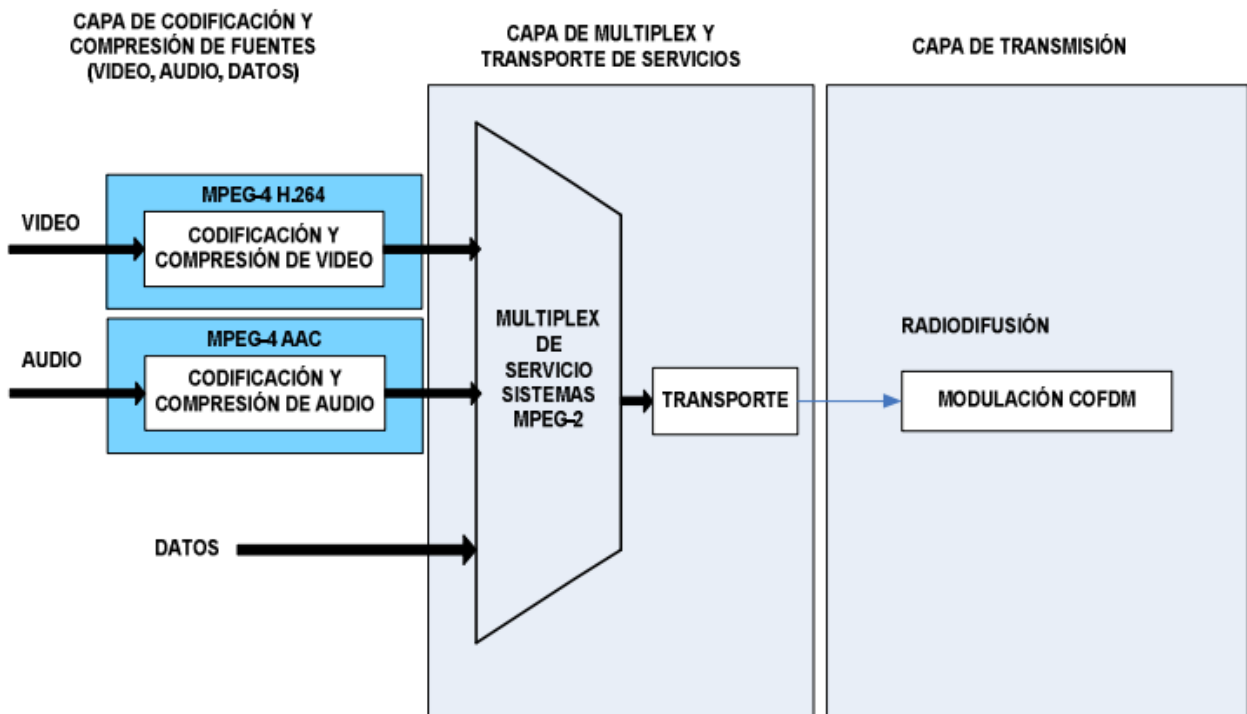 CAPA DE CODIFICACIÓN Y
COMPRESIÓN DE FUENTES
(VIDEO, AUDIO, DATOS)
CAPA DE MULTIPLEX Y
TRANSPORTE DE SERVICIOS
CAPA DE TRANSMISIÓN
VIDEO
MPEG-4 H.264
CODIFICACIÓN Y
COMPRESIÓN DE VIDEO
AUDIO
MPEG-4 AAC
CODIFICACIÓN Y
COMPRESIÓN DE AUDIO
DATOS
MULTIPLEX
DE
SERVICIO
SISTEMAS
MPEG-2
TRANSPORTE
RADIODIFUSIÓN
MODULACIÓN COFDM